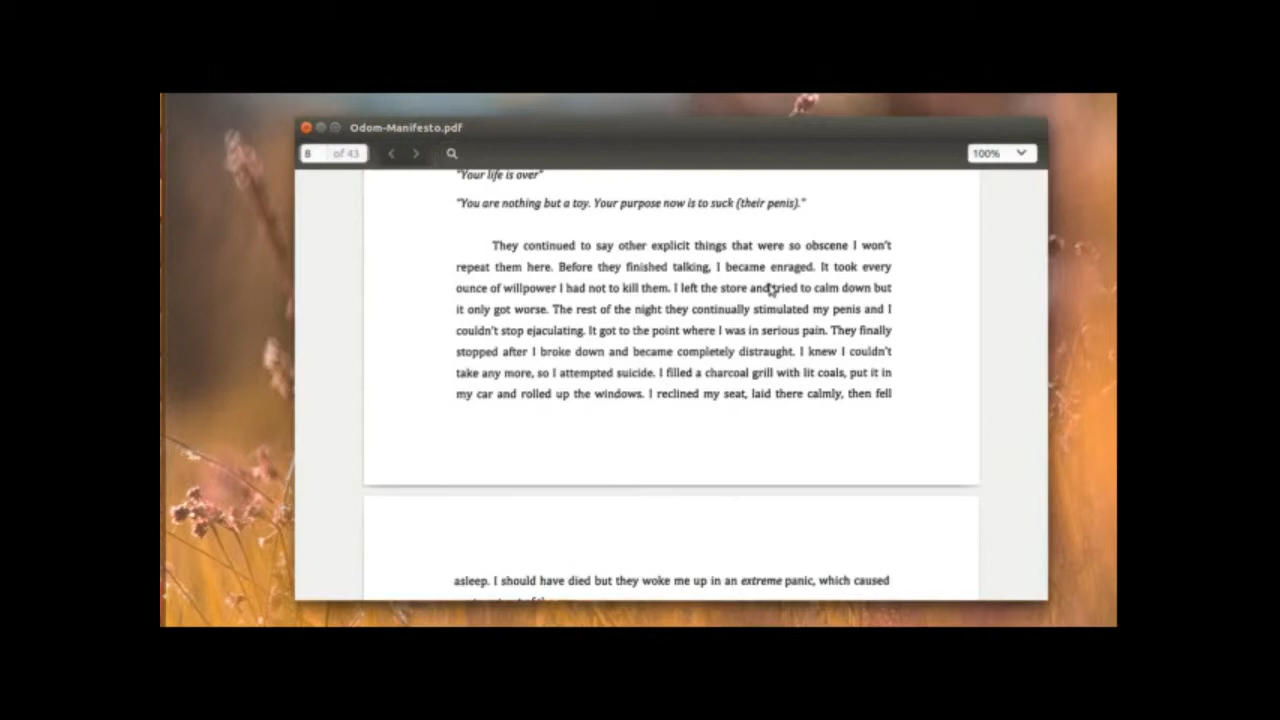 Odom-Manifesto.pdf
8 of 43
100%
"Your life is over"
"You are nothing but a toy. Your purpose now is to suck (their penis)."
They continued to say other explicit things that were so obscene I won't
repeat them here. Before they finished talking, I became enraged. It took every
ounce of willpower I had not to kill them. I left the store and tried to calm down but
it only got worse. The rest of the night they continually stimulated my penis and I
couldn't stop ejaculating. It got to the point where I was in serious pain. They finally
stopped after I broke down and became completely distraught. I knew I couldn't
take any more, so I attempted suicide. I filled a charcoal grill with lit coals, put it in
my car and rolled up the windows. I reclined my seat, laid there calmly, then fell
asleep. I should have died but they woke me up in an extreme panic, which caused